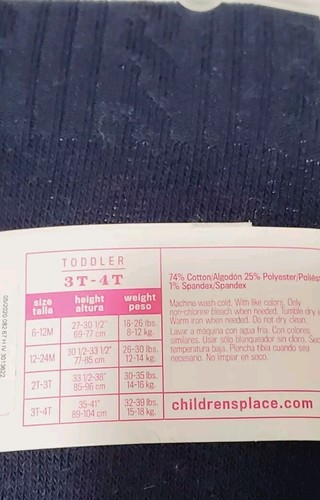 TODDLER
3T-4T
size height weight
talla altura peso
6-12M 27-30 1/2" 69-77 cm 16-26 lbs. 8-12 kg.
12-24M 30 1/2-33 1/2" 77-85 cm 26-30 lbs. 12-14 kg.
2T-3T 33 1/2-38" 85-96 cm 30-35 lbs. 14-16 kg.
3T-4T 35-41" 89-104 cm 32-39 lbs. 15-18 kg.
74% Cotton/Algodón 25% Polyester/Poliést
1% Spandex/Spandex
Machine wash cold. With like colors. Only
non-chlorine bleach when needed. Tumble dry
Warm iron when needed. Do not dry clean.
Lavar a máquina con agua fría. Con colores
similares. Usar sólo blanqueador sin cloro. Sec
temperatura baja. Plancha tibia cuando sea
necesario. No limpiar en seco.
childrensplace.com